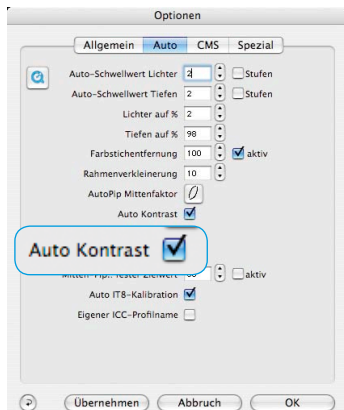 Optionen
Allgemein Auto CMS Spezial
Auto-Schwellwert Lichter 2 Stufen
Auto-Schwellwert Tiefen 2 Stufen
Lichter auf % 2
Tiefen auf % 98
Farbstichentfernung 100 aktiv
Rahmenverkleinerung 10
AutoPip Mittenfaktor
Auto Kontrast
Auto Kontrast
aktiv
Auto IT8-Kalibration
Eigener ICC-Profilname
Übernehmen Abbruch OK